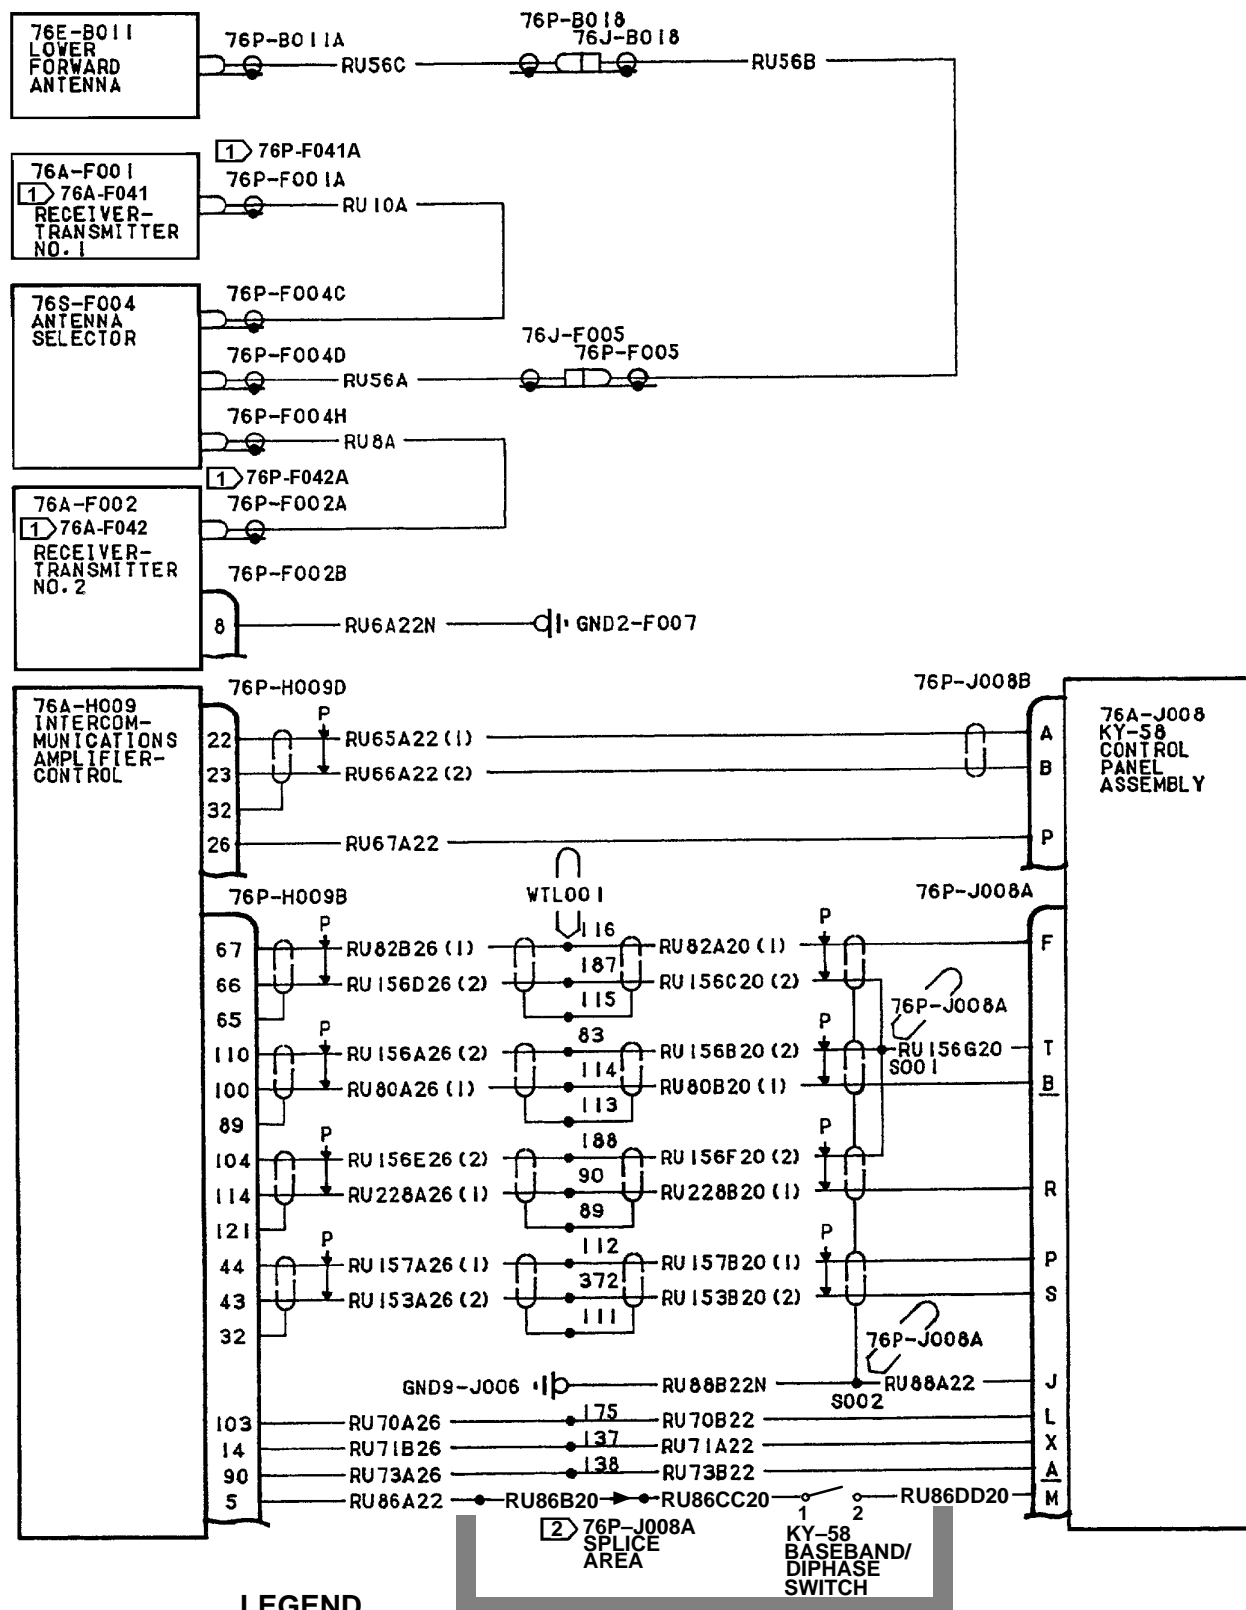 76E-B011
LOWER
FORWARD
ANTENNA
76P-B011A
RU56C
76P-B018
76J-B018
RU56B
1 76P-F041A
76A-F001
1 76A-F041
RECEIVER-
TRANSMITTER
NO. 1
76P-F001A
RU10A
76S-F004
ANTENNA
SELECTOR
76P-F004C
76P-F004D
RU56A
76J-F005
76P-F005
76P-F004H
RU8A
1 76P-F042A
76A-F002
1 76A-F042
RECEIVER-
TRANSMITTER
NO. 2
76P-F002A
76P-F002B
8 RU6A22N GND2-F007
76A-H009
INTERCOM-
MUNICATIONS
AMPLIFIER-
CONTROL
76P-H009D
76P-J008B
76A-J008
KY-58
CONTROL
PANEL
ASSEMBLY
P
22 RU65A22(1) A
23 RU66A22(2) B
32
26 RU67A22 P
76P-H009B
WTL001
76P-J008A
P P
67 RU82B26(1) 116 RU82A20(1) F
66 RU156D26(2) 187 RU156C20(2)
65 115
76P-J008A
P P
110 RU156A26(2) 83 RU156B20(2) RU156G20 T
S001
100 RU80A26(1) 114 RU80B20(1) B
89 113
P P
104 RU156E26(2) 188 RU156F20(2)
114 RU228A26(1) 90 RU228B20(1) R
121 89
P P
44 RU157A26(1) 112 RU157B20(1) P
43 RU153A26(2) 372 RU153B20(2) S
32 111
76P-J008A
GND9-J006 RU88B22N RU88A22 J
S002
103 RU70A26 175 RU70B22 L
14 RU71B26 137 RU71A22 X
90 RU73A26 138 RU73B22 A
5 RU86A22 RU86B20 RU86CC20 1 2 RU86DD20 M
2 76P-J008A
SPLICE
AREA
KY-58
BASEBAND/
DIPHASE
SWITCH
LEGEND